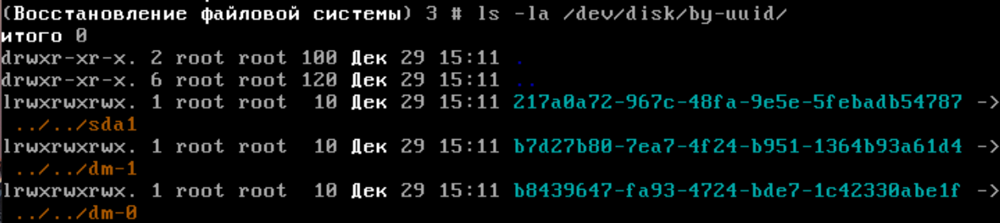 (Восстановление файловой системы) 3 # ls -la /dev/disk/by-uuid/
итого 0
drwxr-xr-x. 2 root root 100 Дек 29 15:11 .
drwxr-xr-x. 6 root root 120 Дек 29 15:11 ..
lrwxrwxrwx. 1 root root  10 Дек 29 15:11 217a0a72-967c-48fa-9e5e-5febadb54787 ->
 ../../sda1
lrwxrwxrwx. 1 root root  10 Дек 29 15:11 b7d27b80-7ea7-4f24-b951-1364b93a61d4 ->
 ../../dm-1
lrwxrwxrwx. 1 root root  10 Дек 29 15:11 b8439647-fa93-4724-bde7-1c42330abe1f ->
 ../../dm-0